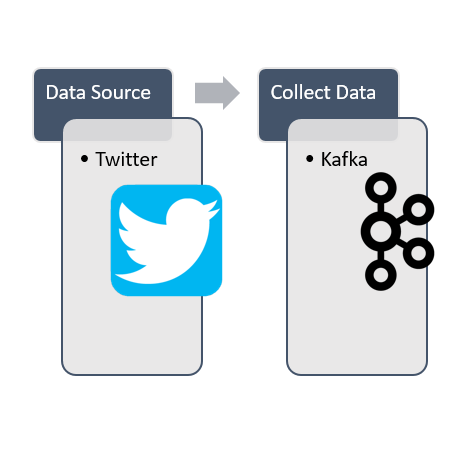 Data Source
Collect Data
• Twitter
• Kafka